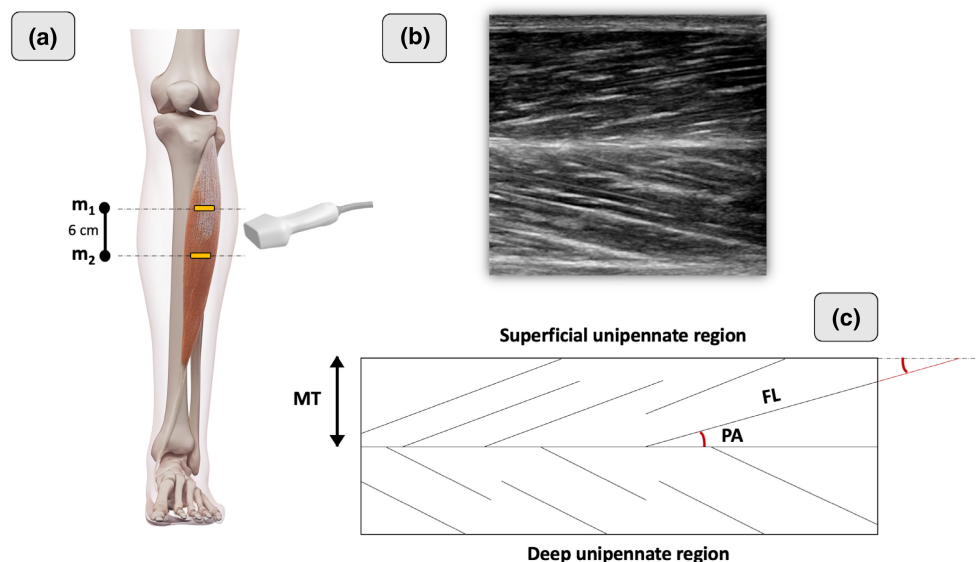 (a)
m1
6 cm
m2
(b)
(c)
Superficial unipennate region
MT
FL
PA
Deep unipennate region